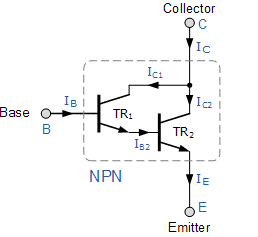 Collector
C
I_C
I_C1
I_B
I_C2
Base
TR₁
B
TR₂
I_B2
NPN
I_E
E
Emitter